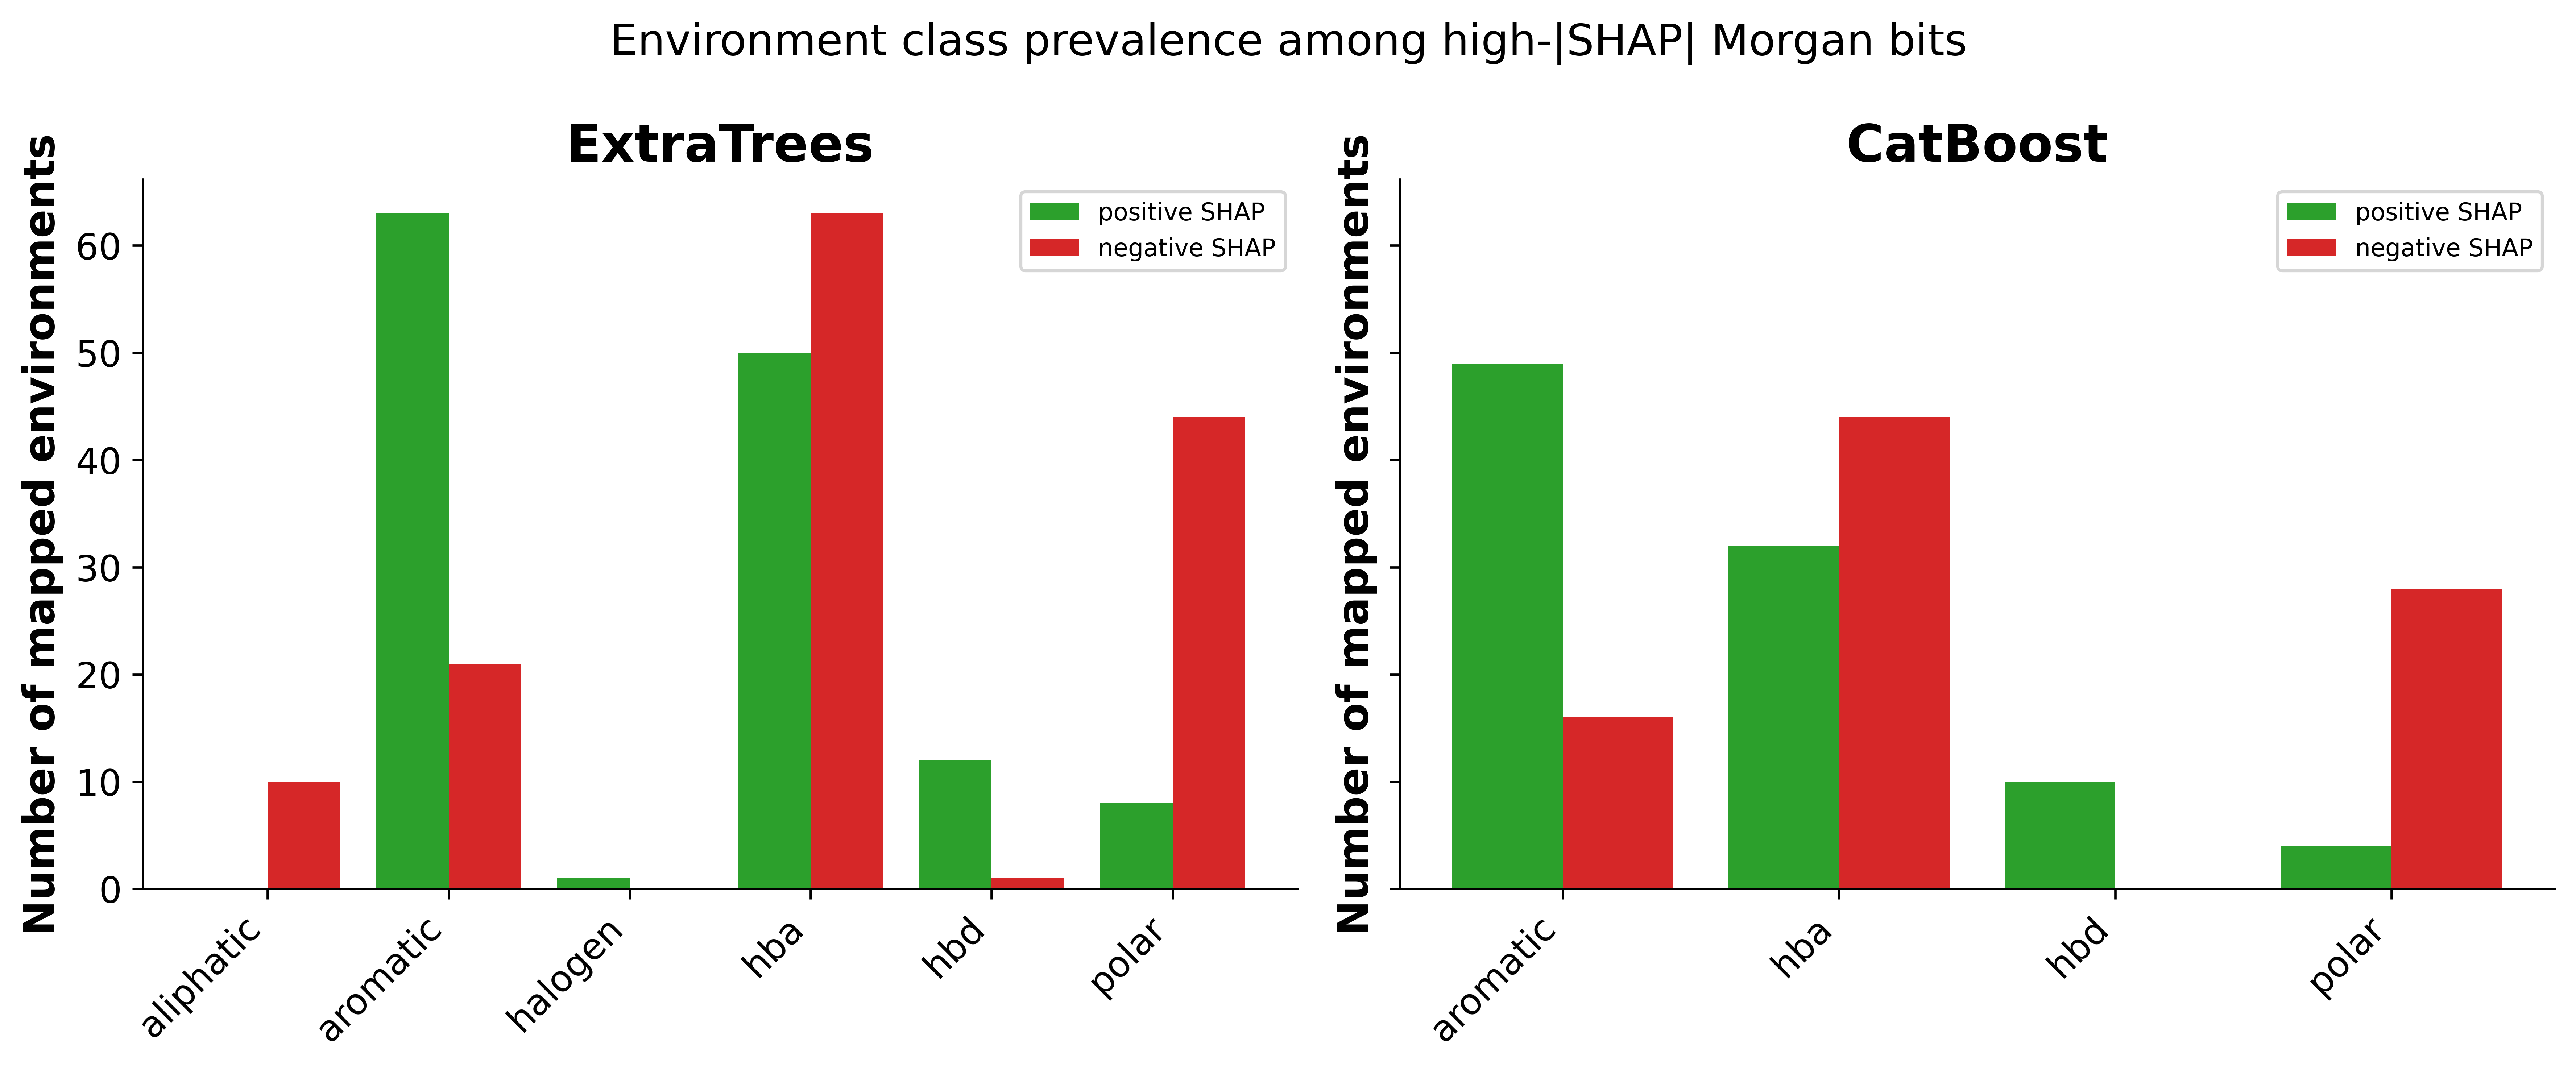 Environment class prevalence among high-|SHAP| Morgan bits
ExtraTrees
Number of mapped environments
60
50
40
30
20
10
0
positive SHAP
negative SHAP
aliphatic
aromatic
halogen
hba
hbd
polar
CatBoost
Number of mapped environments
positive SHAP
negative SHAP
aromatic
hba
hbd
polar